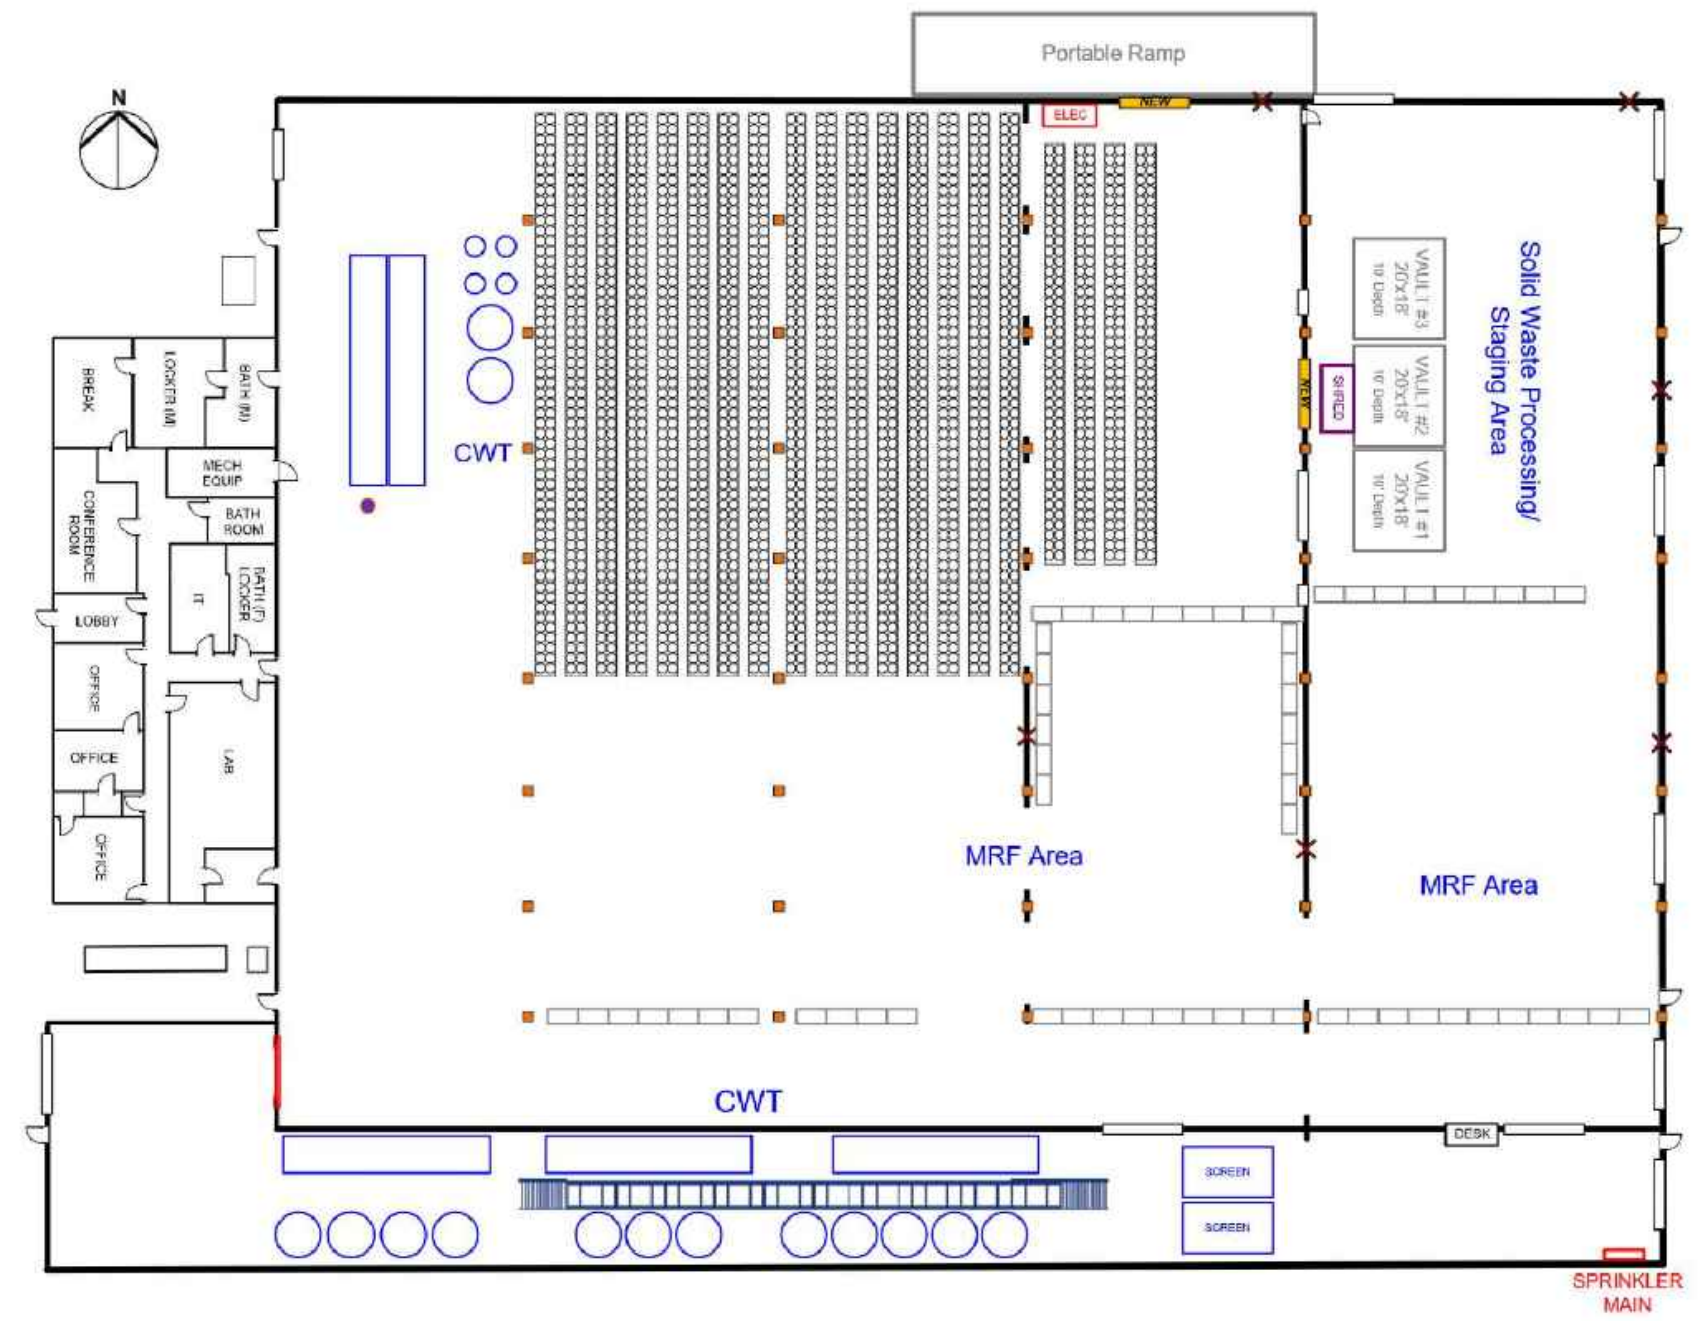 Portable Ramp
N
NEW
ELEC
Solid Waste Processing/
Staging Area
VAULT #3
20'x18'
10' Depth
BREAK
LOCKER (M)
BATH (M)
NEW
SHRED
VAULT #2
20'x18'
10' Depth
CWT
MECH
EQUIP
VAULT #1
20'x18'
10' Depth
CONFERENCE
ROOM
BATH
ROOM
IT
BATH (F)
LOCKER
LOBBY
OFFICE
OFFICE
LAB
OFFICE
MRF Area
MRF Area
CWT
DESK
SCREEN
SCREEN
SPRINKLER
MAIN